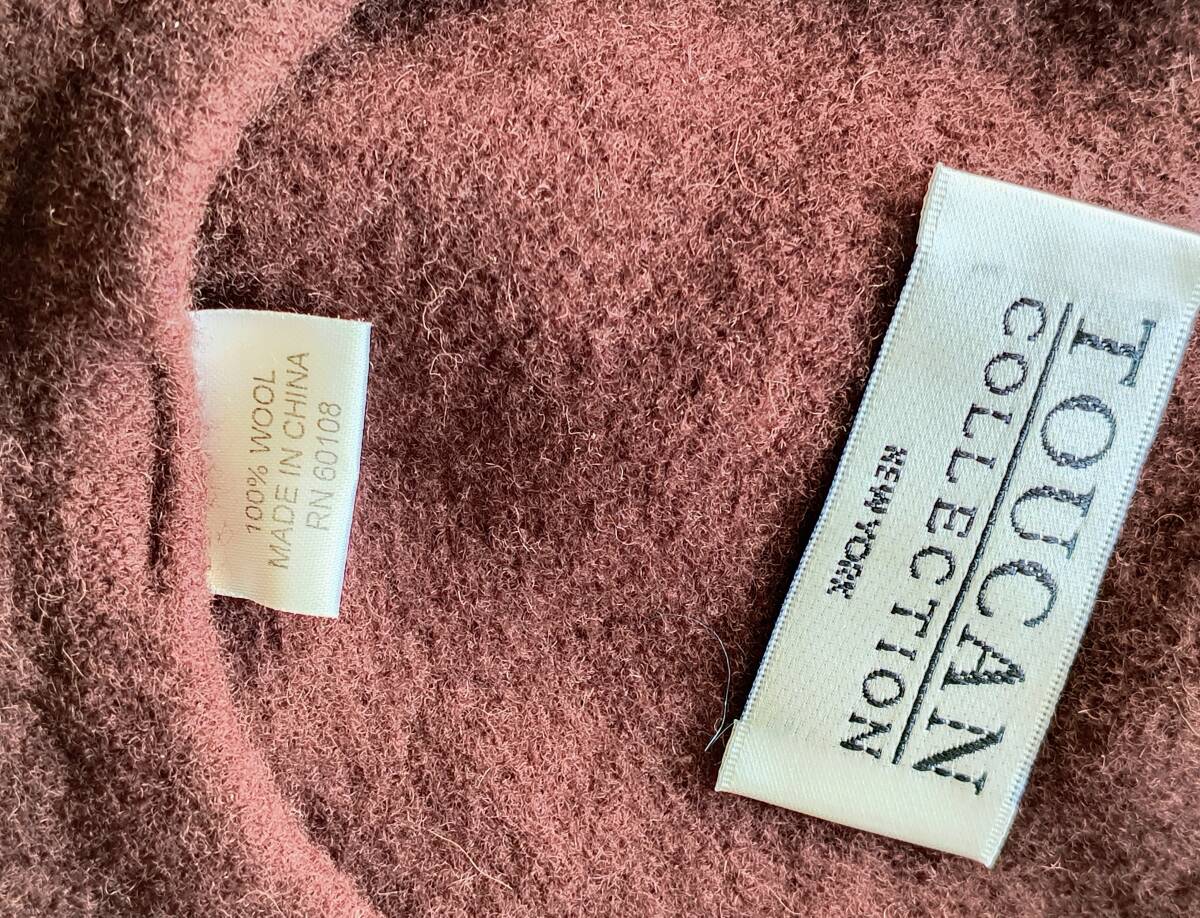 100% WOOL
MADE IN CHINA
RN 60108
TOUCAN
COLLECTION
NEW YORK